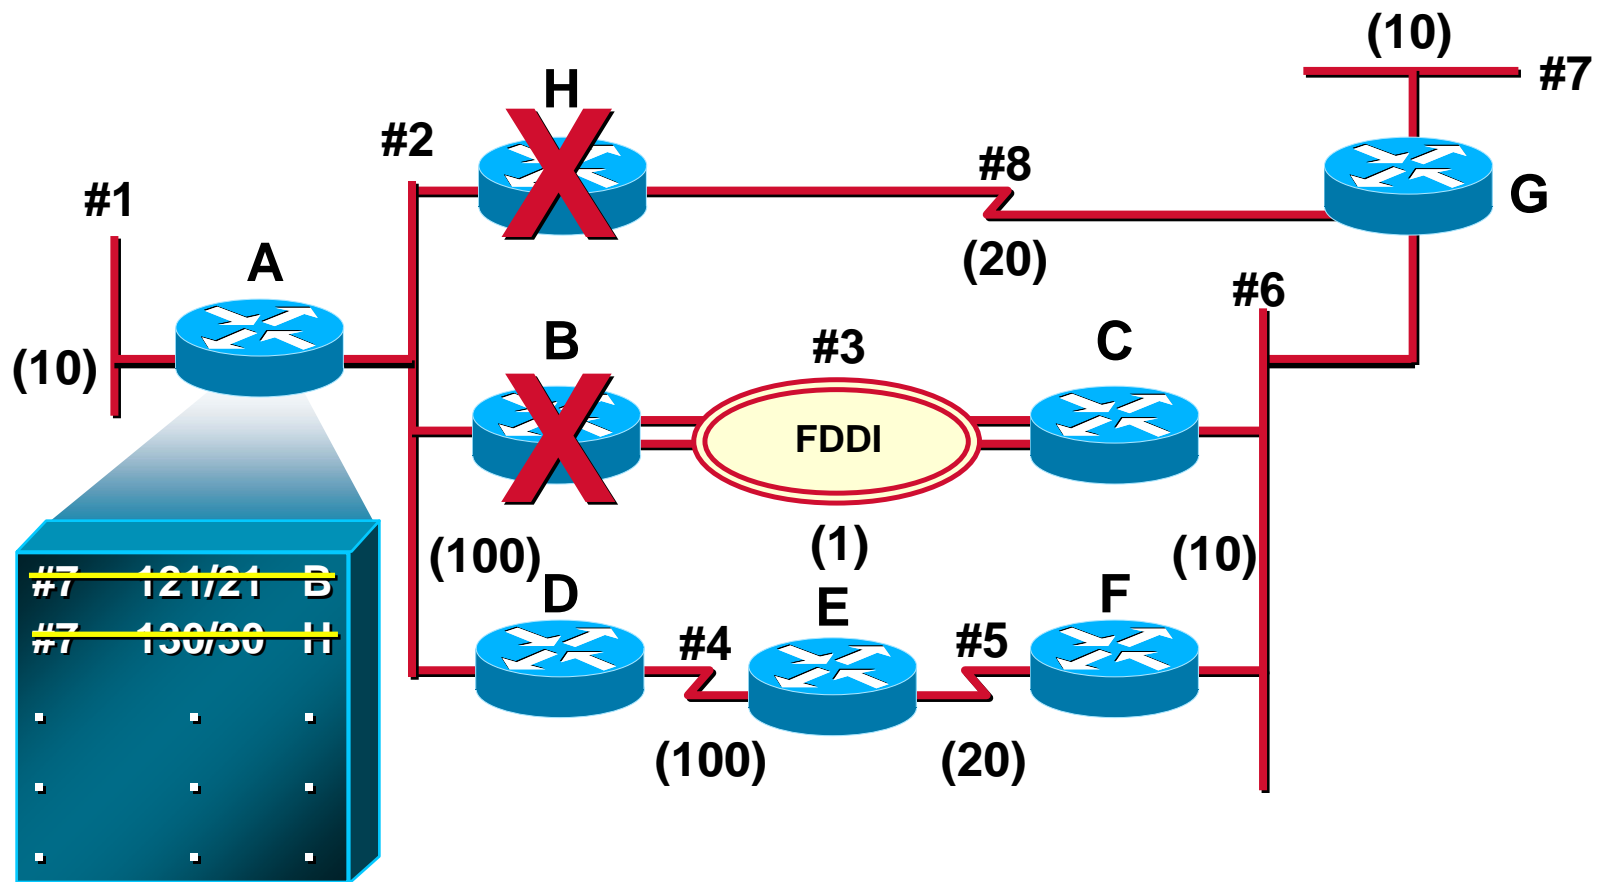 (10)
#7
H
#2
#8
#1
G
A
(20)
#6
B
#3
C
(10)
FDDI
(100)
(1)
(10)
#7 121/21 B
D
E
F
#7 130/30 H
#4
#5
(100)
(20)